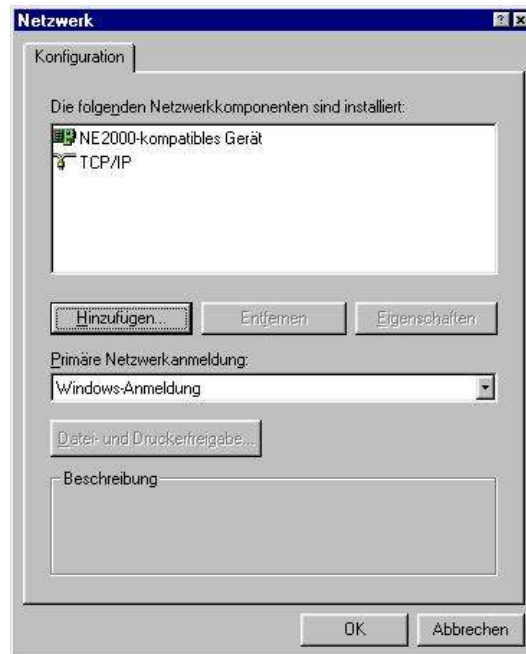 Netzwerk
Konfiguration
Die folgenden Netzwerkkomponenten sind installiert:
NE2000-kompatibles Gerät
TCP/IP
Hinzufügen...
Entfernen
Eigenschaften
Primäre Netzwerkanmeldung:
Windows-Anmeldung
Datei- und Druckerfreigabe...
Beschreibung
OK
Abbrechen